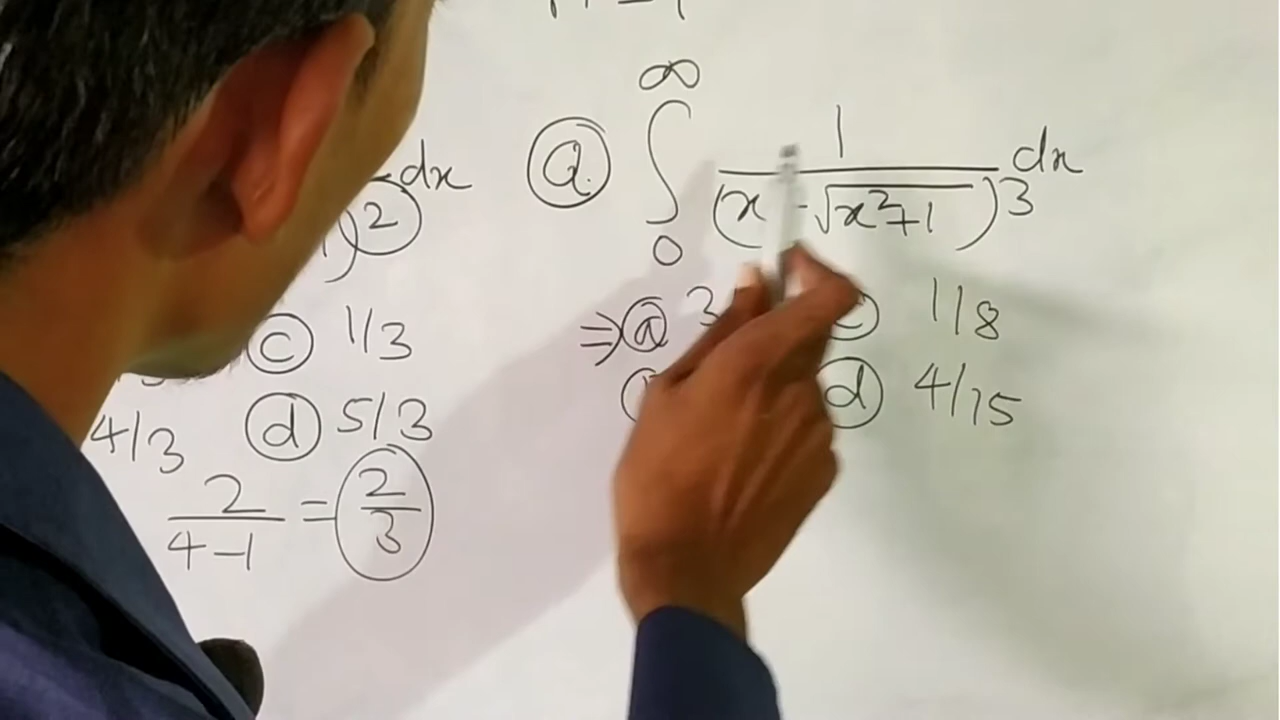 dx
)²
ⓒ 1/3
4/3 ⓓ 5/3
2/(4-1) = 2/3
Ⓠ ∫₀^∞ 1/(x √(x²+1))³ dx
⇒ ⓐ 3 ⓒ 1/8
ⓓ 4/15